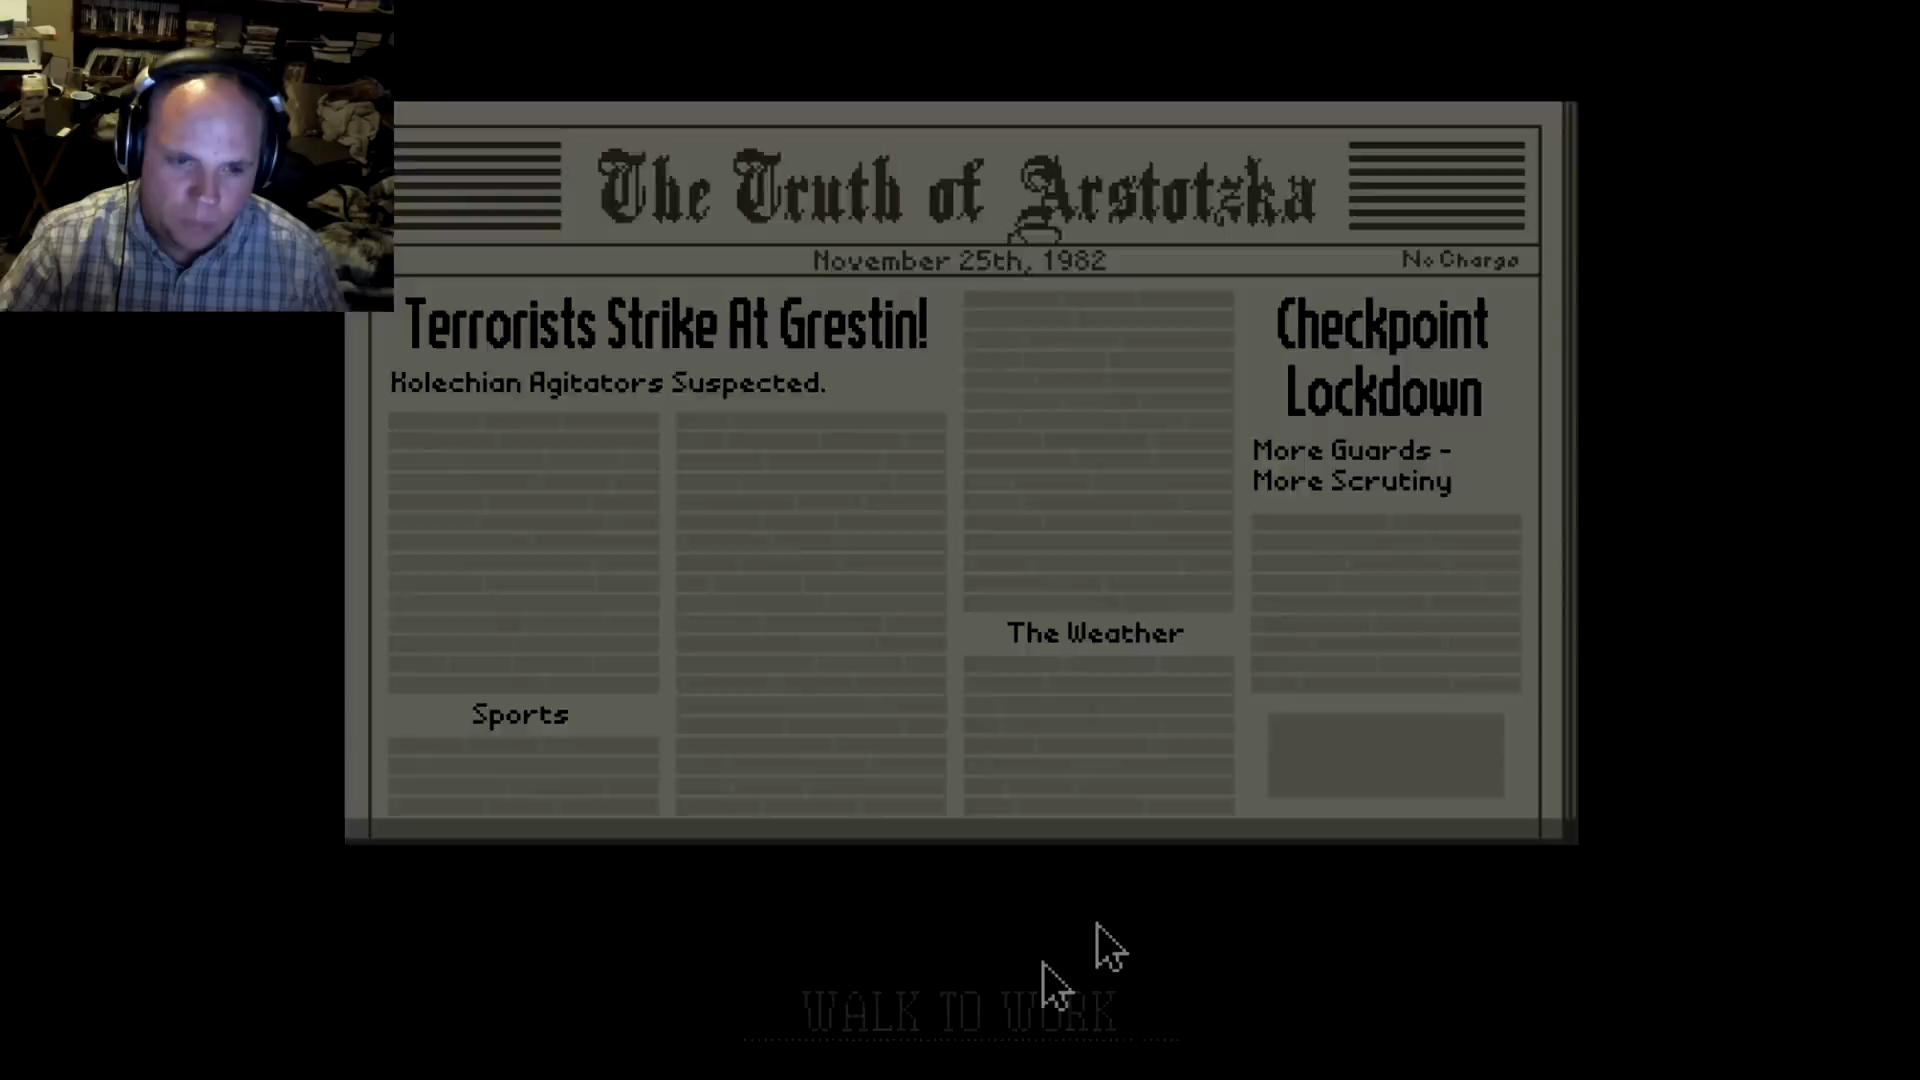 The Truth of Arstotzka
November 25th, 1982
No Charge
Terrorists Strike At Grestin!
Kolechian Agitators Suspected.
Checkpoint
Lockdown
More Guards -
More Scrutiny
The Weather
Sports
WALK TO WORK